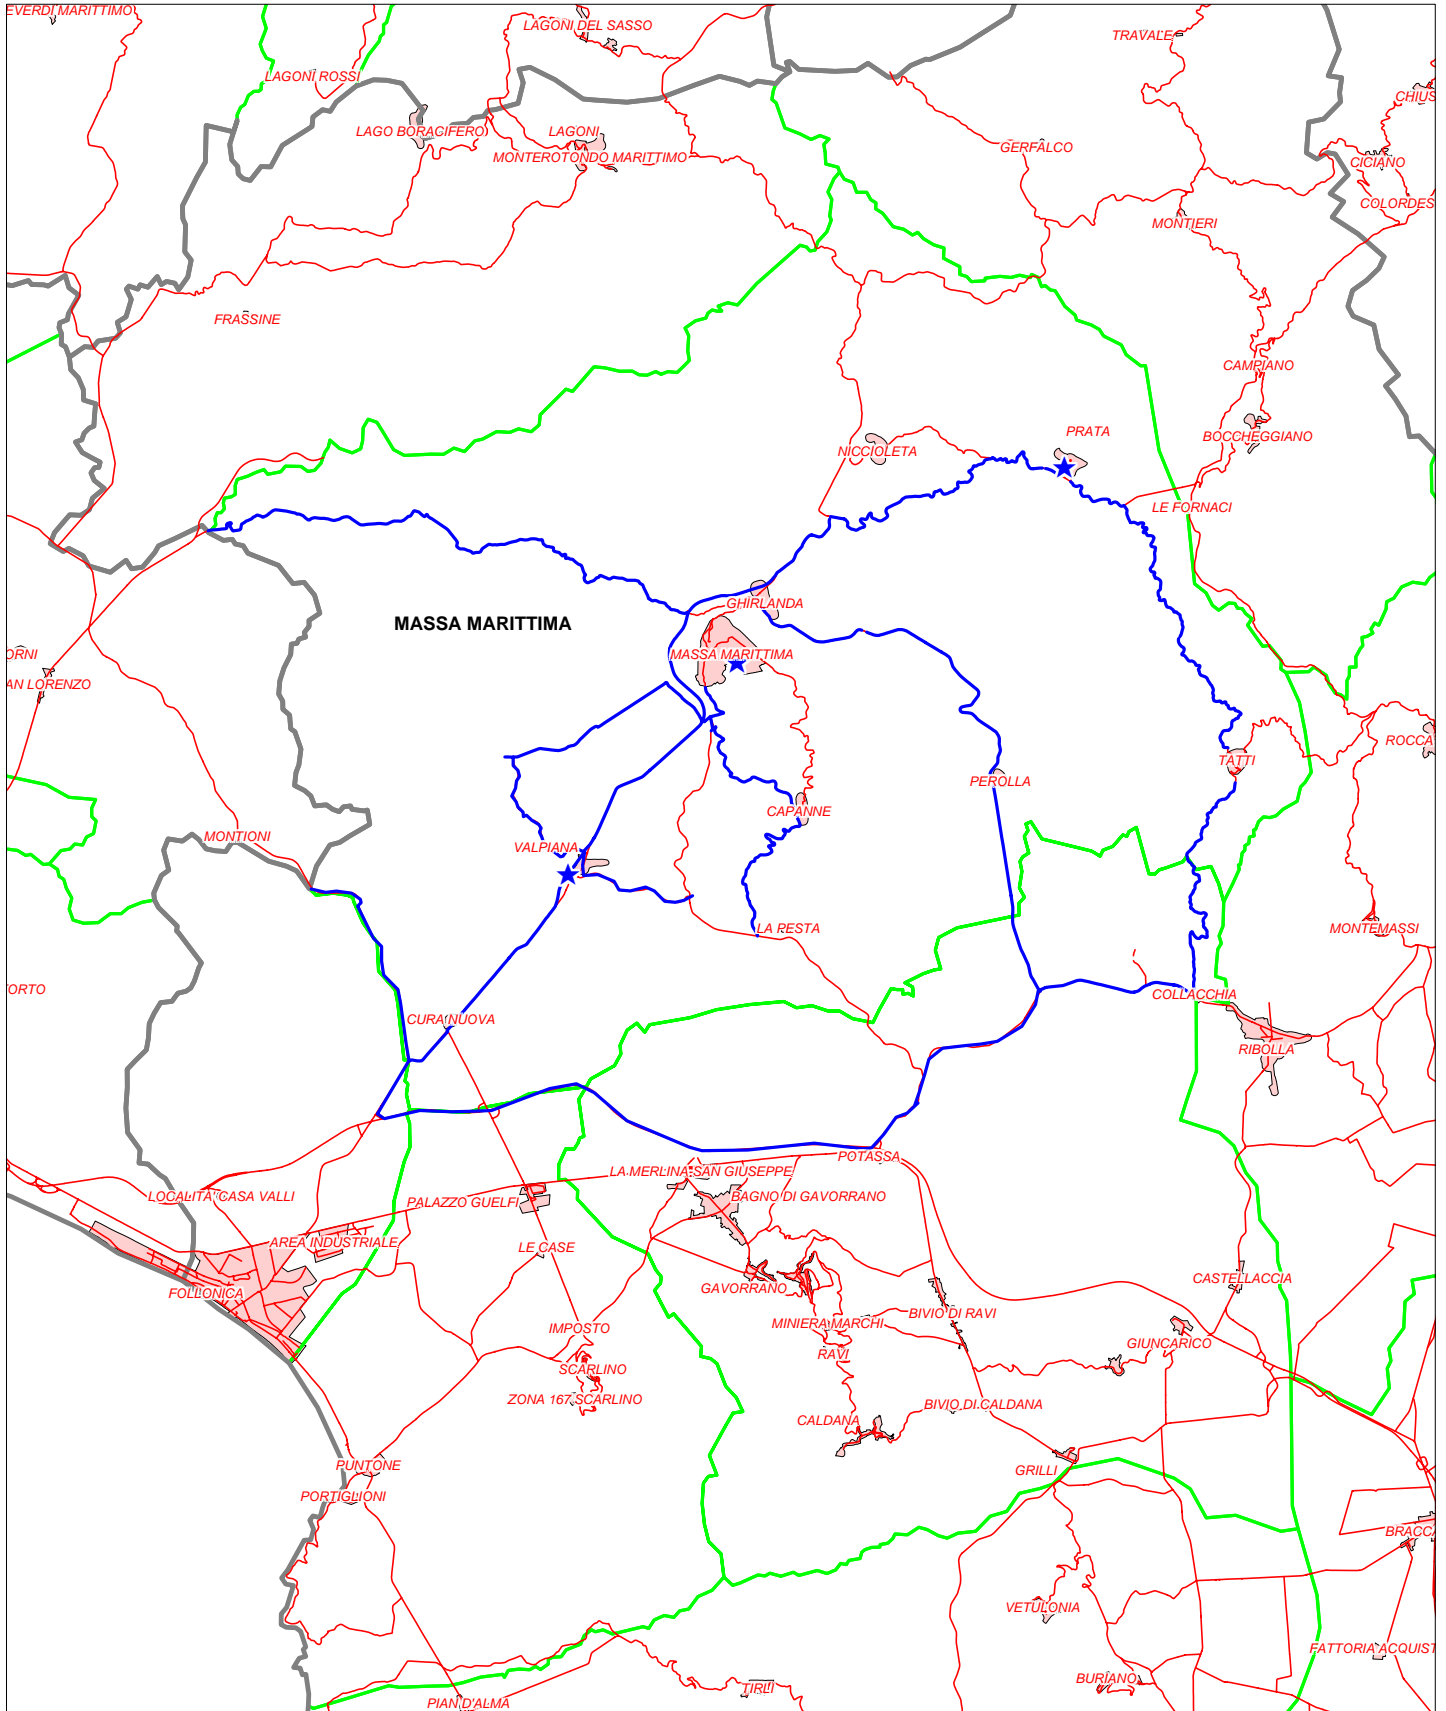 EVERDI MARITTIMO
LAGONI DEL SASSO
TRAVALE
LAGONI ROSSI
CHIUS
LAGO BORACIFERO
LAGONI
GERFALCO
MONTEROTONDO MARITTIMO
CICIANO
COLORDES
MONTIERI
FRASSINE
CAMPIANO
PRATA
BOCCHEGGIANO
NICCIOLETA
LE FORNACI
GHIRLANDA
MASSA MARITTIMA
ORNI
MASSA MARITTIMA
AN LORENZO
ROCCA
TATTI
PEROLLA
CAPANNE
MONTIONI
VALPIANA
LA RESTA
MONTEMASSI
ORTO
COLLACCHIA
CURA NUOVA
RIBOLLA
POTASSA
LA MERLINA
SAN GIUSEPPE
LOCALITA' CASA VALLI
PALAZZO GUELFI
BAGNO DI GAVORRANO
AREA INDUSTRIALE
LE CASE
CASTELLACCIA
GAVORRANO
FOLLONICA
BIVIO DI RAVI
MINIERA MARCHI
IMPOSTO
GIUNCARICO
RAVI
SCARLINO
ZONA 167 SCARLINO
BIVIO DI CALDANA
CALDANA
PUNTONE
GRILLI
PORTIGLIONI
BRACCA
VETULONIA
FATTORIA ACQUIST
BURIANO
TIRLI
PIAN D'ALMA